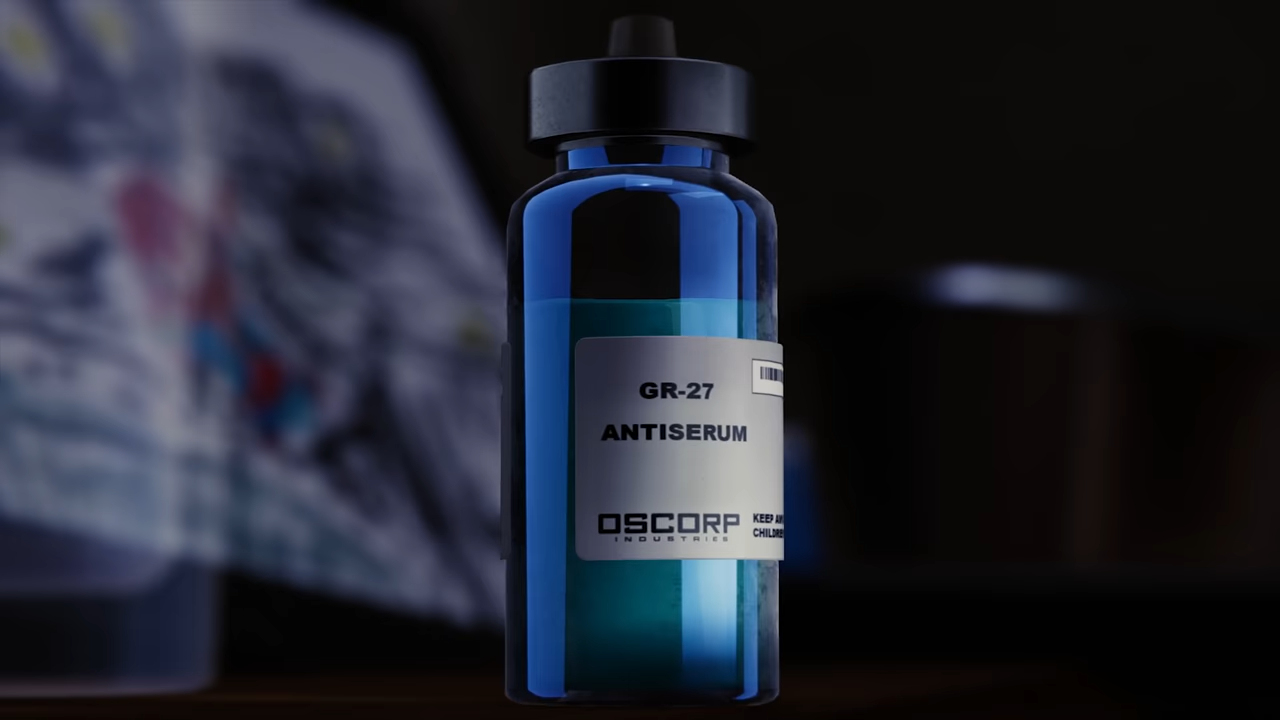 GR-27
ANTISERUM
OSCORP
INDUSTRIES
KEEP